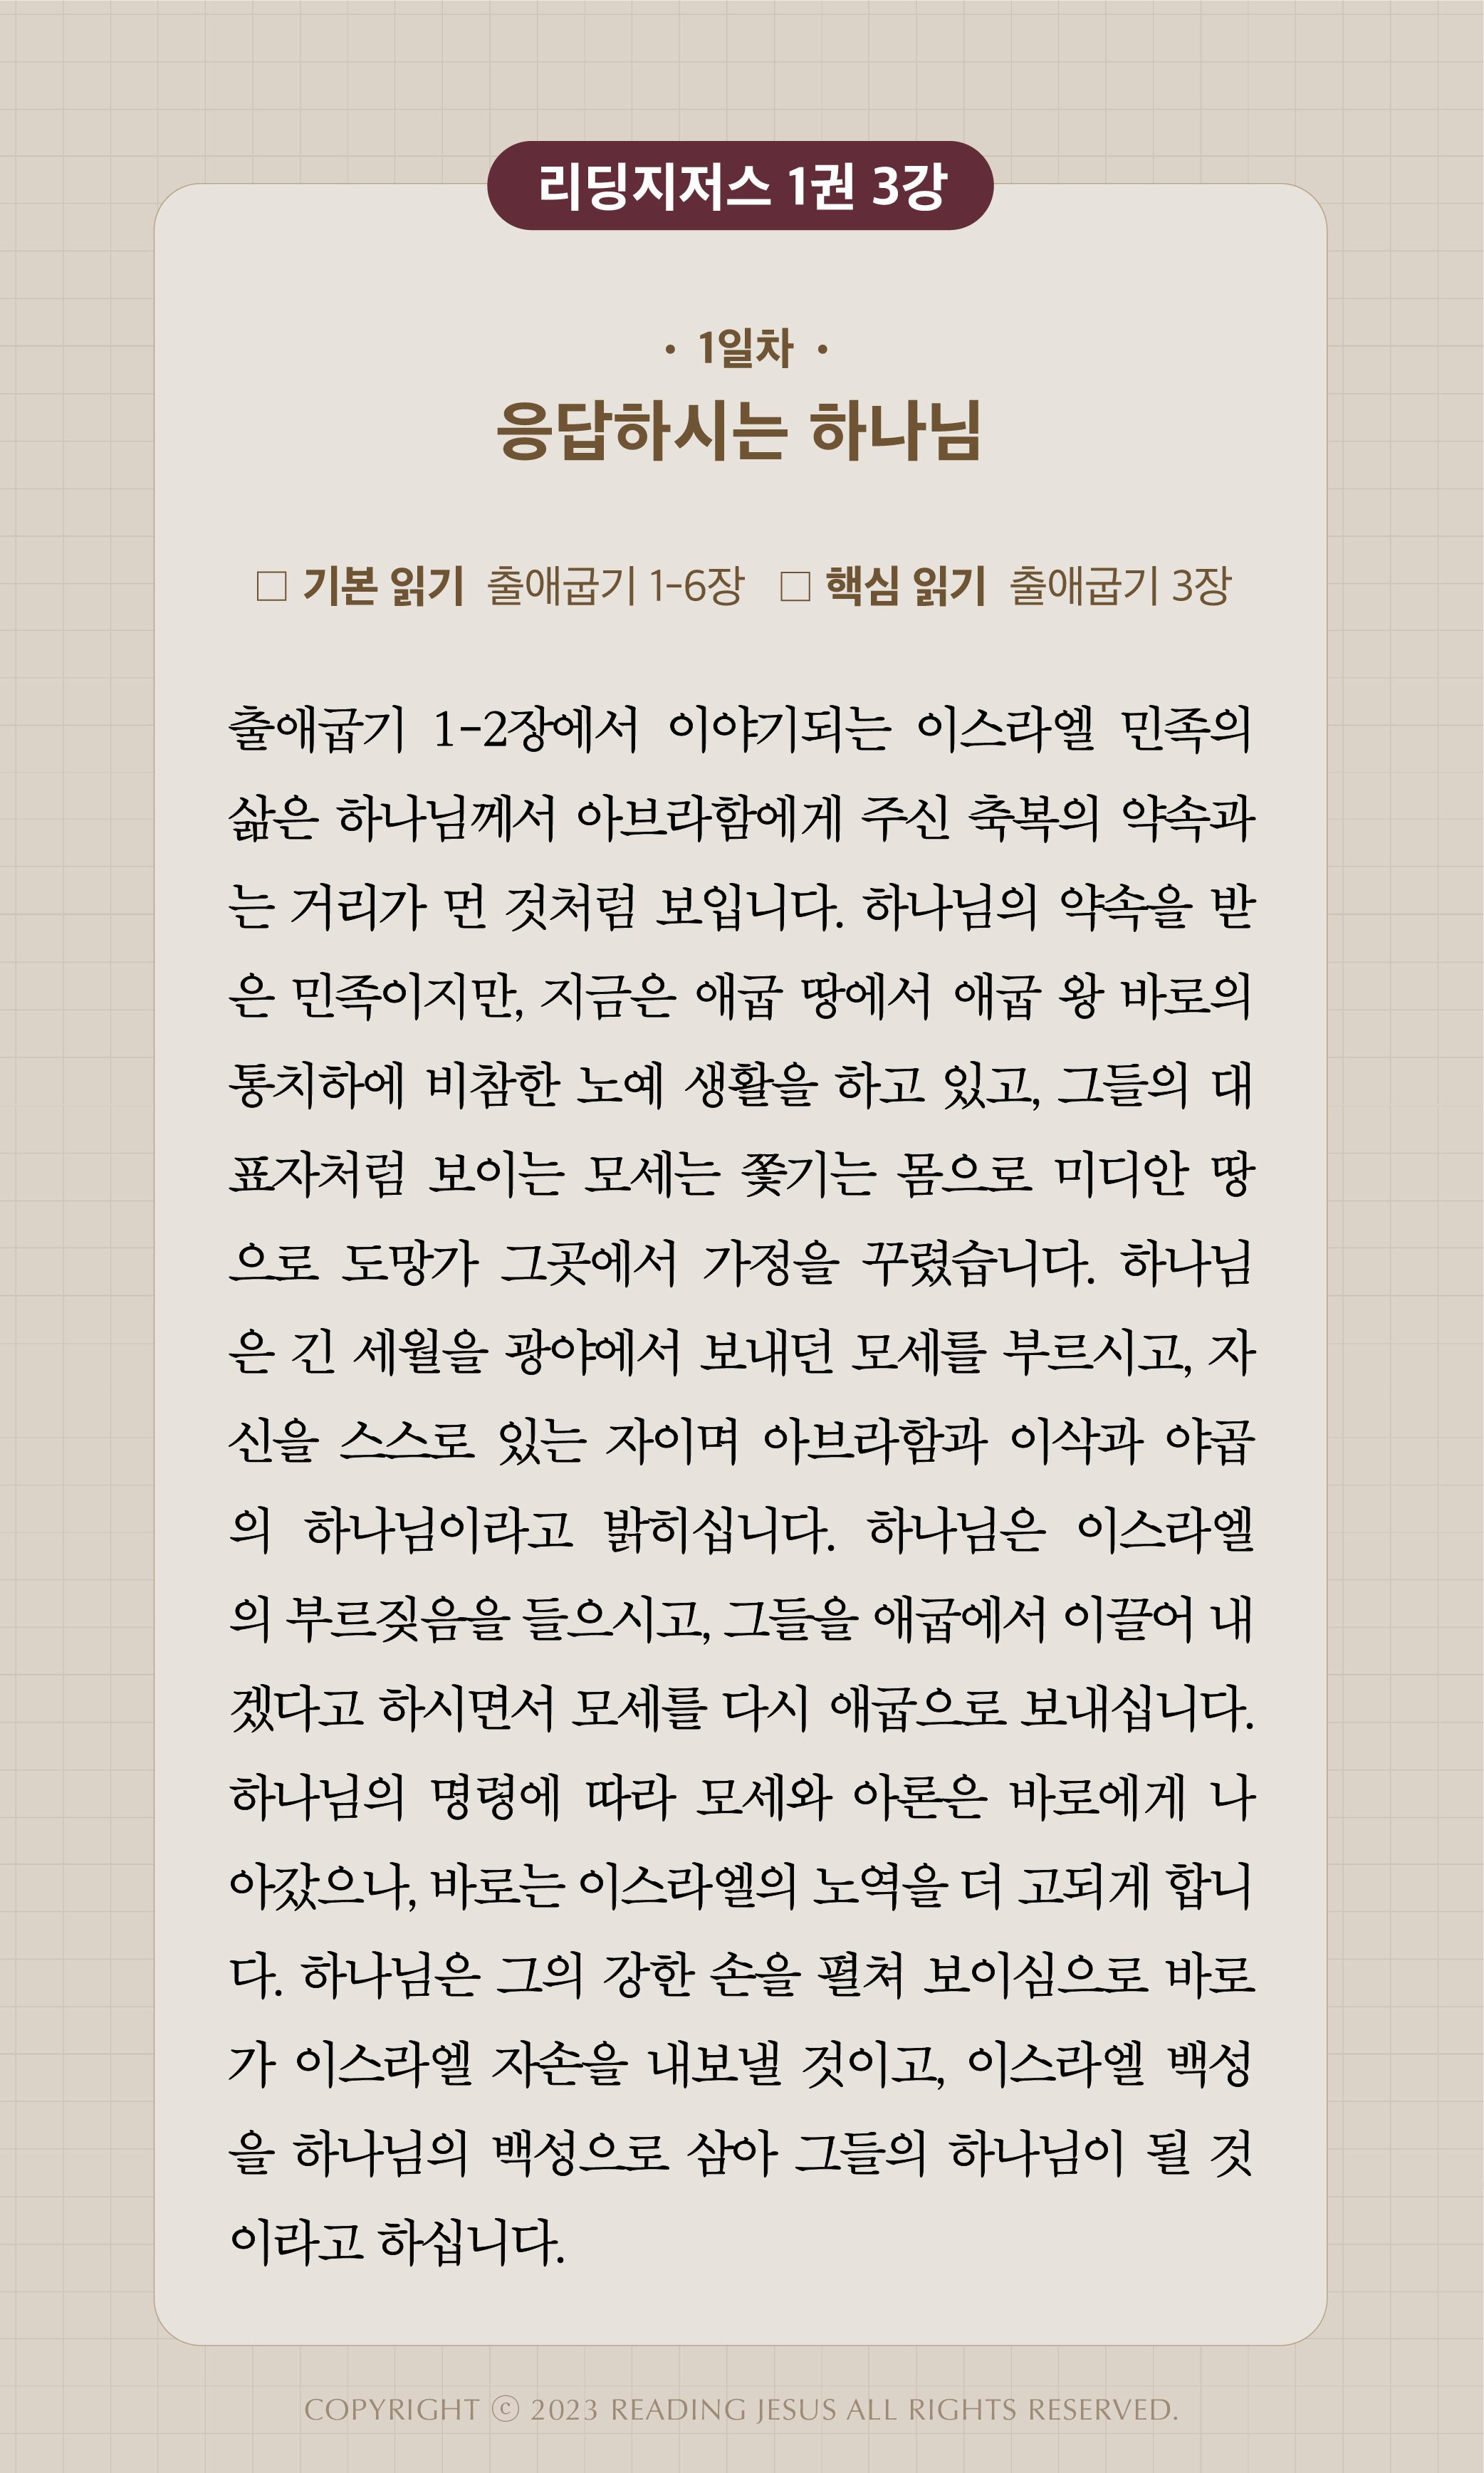 리딩지저스 1권 3강
· 1일차 ·
응답하시는 하나님
□ 기본 읽기 출애굽기 1-6장 □ 핵심 읽기 출애굽기 3장
출애굽기 1-2장에서 이야기되는 이스라엘 민족의
삶은 하나님께서 아브라함에게 주신 축복의 약속과
는 거리가 먼 것처럼 보입니다. 하나님의 약속을 받
은 민족이지만, 지금은 애굽 땅에서 애굽 왕 바로의
통치하에 비참한 노예 생활을 하고 있고, 그들의 대
표자처럼 보이는 모세는 쫓기는 몸으로 미디안 땅
으로 도망가 그곳에서 가정을 꾸렸습니다. 하나님
은 긴 세월을 광야에서 보내던 모세를 부르시고, 자
신을 스스로 있는 자이며 아브라함과 이삭과 야곱
의 하나님이라고 밝히십니다. 하나님은 이스라엘
의 부르짖음을 들으시고, 그들을 애굽에서 이끌어 내
겠다고 하시면서 모세를 다시 애굽으로 보내십니다.
하나님의 명령에 따라 모세와 아론은 바로에게 나
아갔으나, 바로는 이스라엘의 노역을 더 고되게 합니
다. 하나님은 그의 강한 손을 펼쳐 보이심으로 바로
가 이스라엘 자손을 내보낼 것이고, 이스라엘 백성
을 하나님의 백성으로 삼아 그들의 하나님이 될 것
이라고 하십니다.
COPYRIGHT ⓒ 2023 READING JESUS ALL RIGHTS RESERVED.